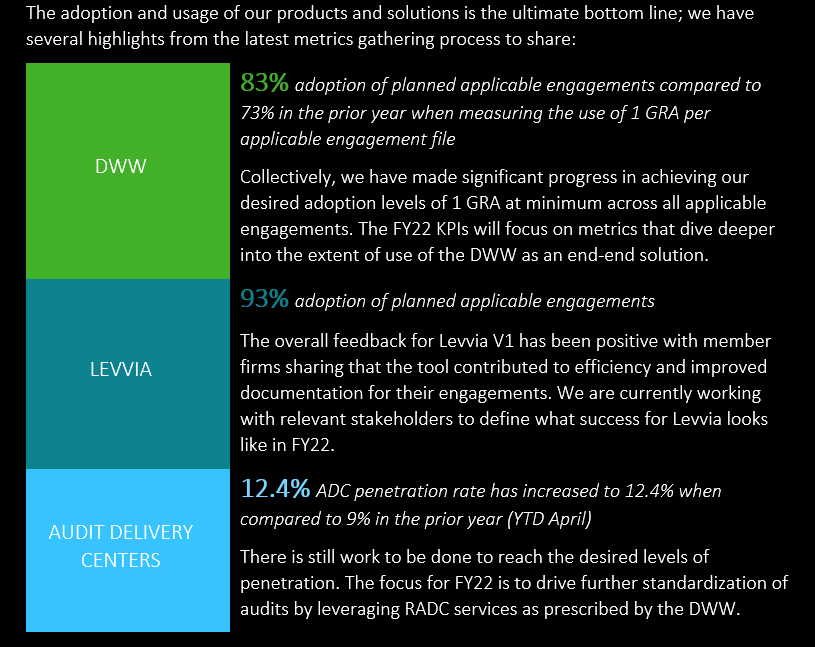 The adoption and usage of our products and solutions is the ultimate bottom line; we have
several highlights from the latest metrics gathering process to share:
DWW
83% adoption of planned applicable engagements compared to
73% in the prior year when measuring the use of 1 GRA per
applicable engagement file
Collectively, we have made significant progress in achieving our
desired adoption levels of 1 GRA at minimum across all applicable
engagements. The FY22 KPIs will focus on metrics that dive deeper
into the extent of use of the DWW as an end-end solution.
LEVVIA
93% adoption of planned applicable engagements
The overall feedback for Levvia V1 has been positive with member
firms sharing that the tool contributed to efficiency and improved
documentation for their engagements. We are currently working
with relevant stakeholders to define what success for Levvia looks
like in FY22.
AUDIT DELIVERY
CENTERS
12.4% ADC penetration rate has increased to 12.4% when
compared to 9% in the prior year (YTD April)
There is still work to be done to reach the desired levels of
penetration. The focus for FY22 is to drive further standardization of
audits by leveraging RADC services as prescribed by the DWW.